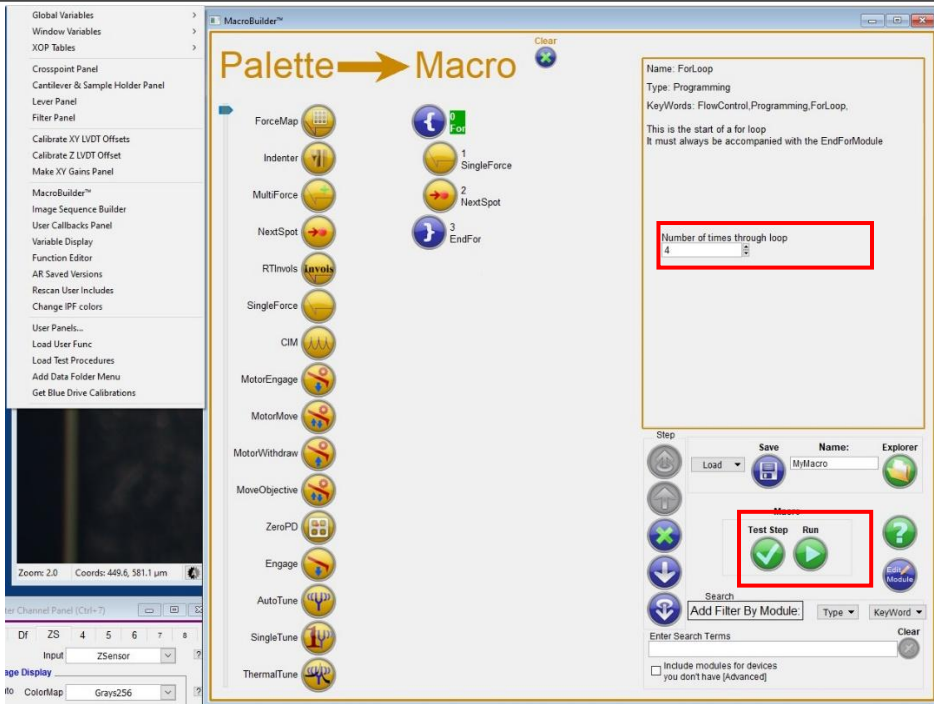 Global Variables
Window Variables
XOP Tables
Crosspoint Panel
Cantilever & Sample Holder Panel
Lever Panel
Filter Panel
Calibrate XY LVDT Offsets
Calibrate Z LVDT Offset
Make XY Gains Panel
MacroBuilder™
Image Sequence Builder
User Callbacks Panel
Variable Display
Function Editor
AR Saved Versions
Rescan User Includes
Change IPF colors
User Panels...
Load User Func
Load Test Procedures
Add Data Folder Menu
Get Blue Drive Calibrations
Zoom: 2.0 Coords: 449.6, 581.1 µm
Channel Panel (Ctrl+7)
Df ZS 4 5 6 7 8
Input ZSensor ?
Display
ColorMap Grays256 ?
MacroBuilder™
Palette Macro
Clear
ForceMap
Indenter
MultiForce
NextSpot
RTInvols invols
SingleForce
CIM
MotorEngage
MotorMove
MotorWithdraw
MoveObjective
ZeroPD
Engage
AutoTune
SingleTune 1
ThermalTune
{ 0
For
1
SingleForce
2
NextSpot
} 3
EndFor
Name: ForLoop
Type: Programming
KeyWords: FlowControl,Programming,ForLoop,
This is the start of a for loop
It must always be accompanied with the EndForModule
Number of times through loop
4
Step
Load
Save
Name:
MyMacro
Explorer
Macro
Test Step Run
?
Edit
Module
Search
Add Filter By Module: Type KeyWord
Enter Search Terms
Clear
Include modules for devices
you don't have [Advanced]